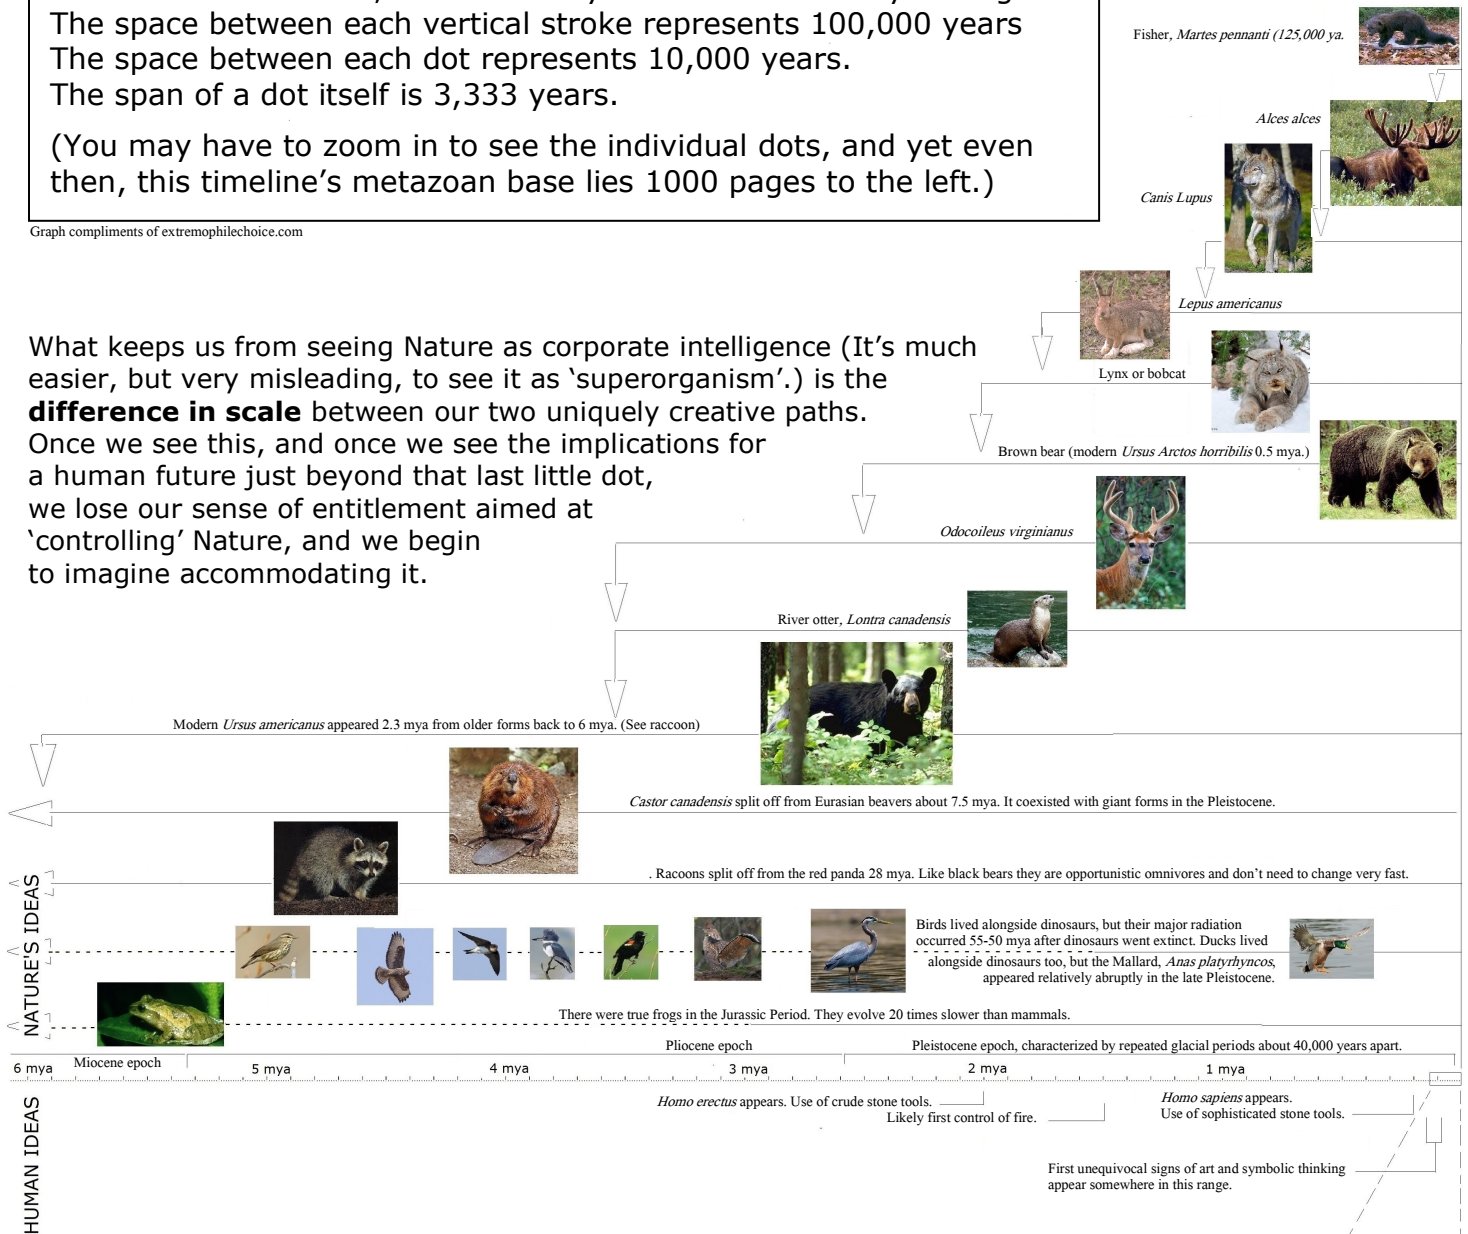 The space between each vertical stroke represents 100,000 years
The space between each dot represents 10,000 years.
The span of a dot itself is 3,333 years.
(You may have to zoom in to see the individual dots, and yet even
then, this timeline's metazoan base lies 1000 pages to the left.)
Graph compliments of extremophilechoice.com
Fisher, Martes pennanti (125,000 ya.
Alces alces
Canis Lupus
Lepus americanus
What keeps us from seeing Nature as corporate intelligence (It's much
easier, but very misleading, to see it as 'superorganism'.) is the
difference in scale between our two uniquely creative paths.
Once we see this, and once we see the implications for
a human future just beyond that last little dot,
we lose our sense of entitlement aimed at
'controlling' Nature, and we begin
to imagine accommodating it.
Lynx or bobcat
Brown bear (modern Ursus Arctos horribilis 0.5 mya.)
Odocoileus virginianus
River otter, Lontra canadensis
Modern Ursus americanus appeared 2.3 mya from older forms back to 6 mya. (See raccoon)
Castor canadensis split off from Eurasian beavers about 7.5 mya. It coexisted with giant forms in the Pleistocene.
. Racoons split off from the red panda 28 mya. Like black bears they are opportunistic omnivores and don't need to change very fast.
NATURE'S IDEAS
Birds lived alongside dinosaurs, but their major radiation
occurred 55-50 mya after dinosaurs went extinct. Ducks lived
alongside dinosaurs too, but the Mallard, Anas platyrhyncos,
appeared relatively abruptly in the late Pleistocene.
There were true frogs in the Jurassic Period. They evolve 20 times slower than mammals.
Miocene epoch
Pliocene epoch
Pleistocene epoch, characterized by repeated glacial periods about 40,000 years apart.
6 mya
5 mya
4 mya
3 mya
2 mya
1 mya
HUMAN IDEAS
Homo erectus appears. Use of crude stone tools.
Likely first control of fire.
Homo sapiens appears.
Use of sophisticated stone tools.
First unequivocal signs of art and symbolic thinking
appear somewhere in this range.